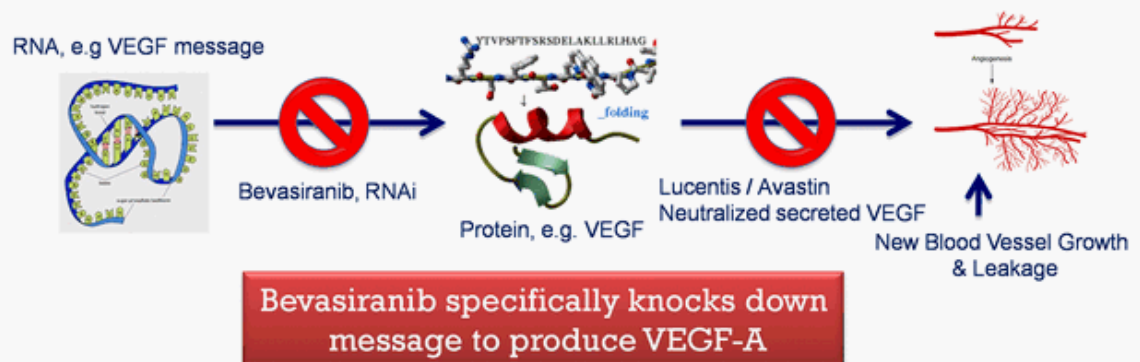 RNA, e.g VEGF message
Bevasiranib, RNAi
YTVPSFTFSRSDELAKLLRLHAG
_folding
Protein, e.g. VEGF
Lucentis / Avastin
Neutralized secreted VEGF
Angiogenesis
New Blood Vessel Growth
& Leakage
Bevasiranib specifically knocks down
message to produce VEGF-A